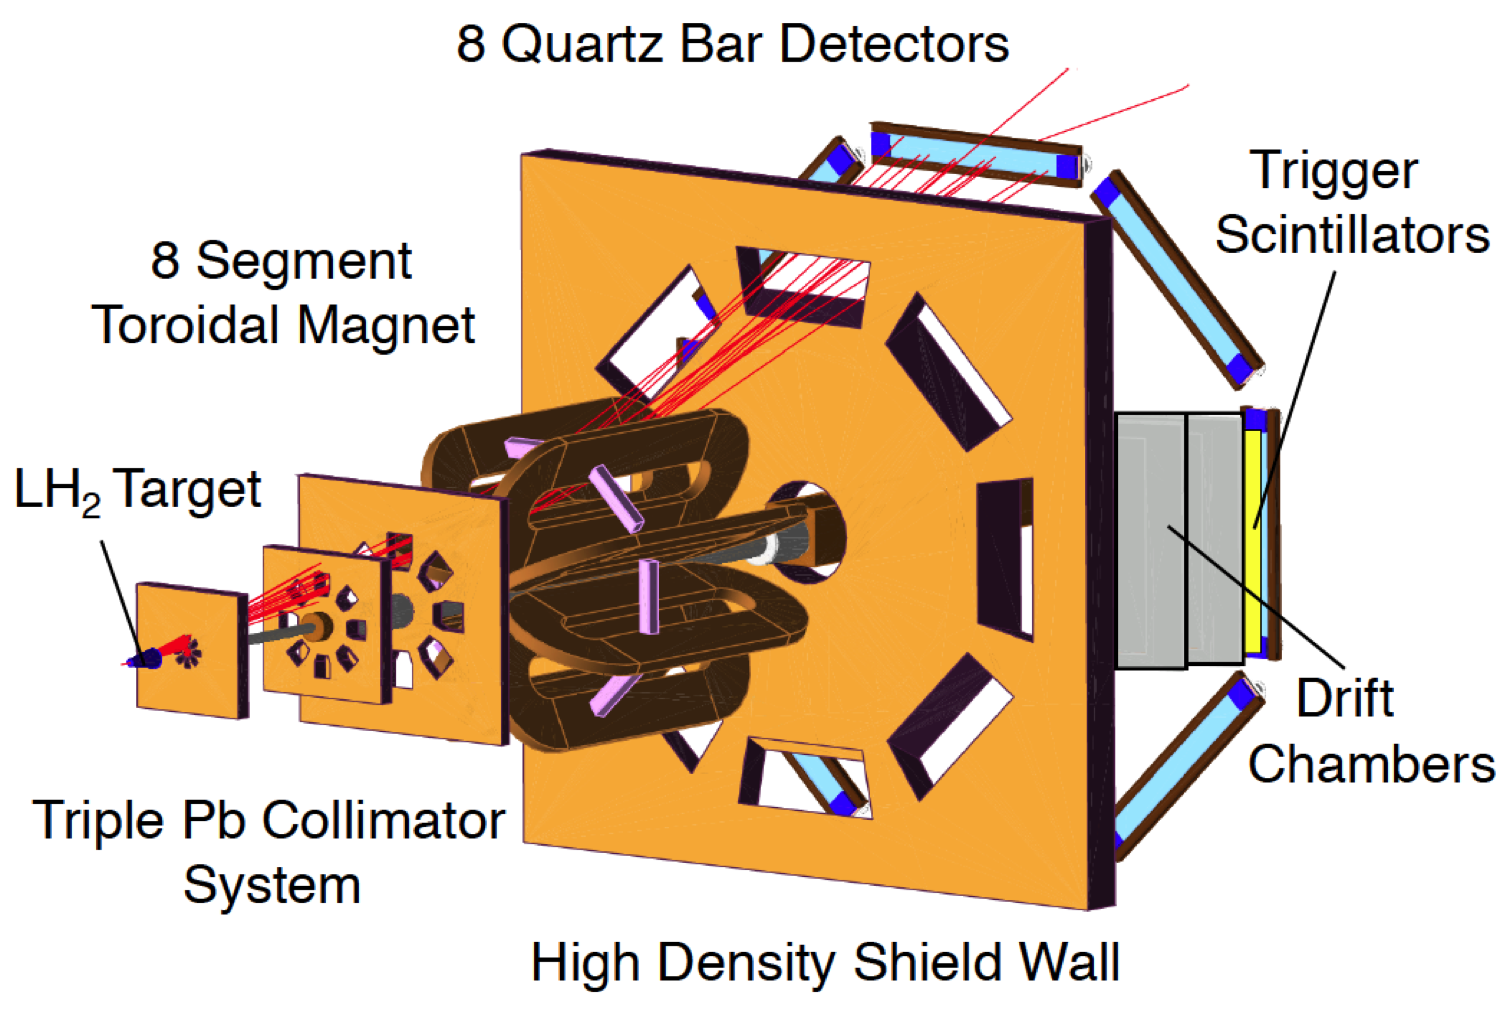 8 Quartz Bar Detectors
Trigger
Scintillators
8 Segment
Toroidal Magnet
LH₂ Target
Drift
Chambers
Triple Pb Collimator
System
High Density Shield Wall